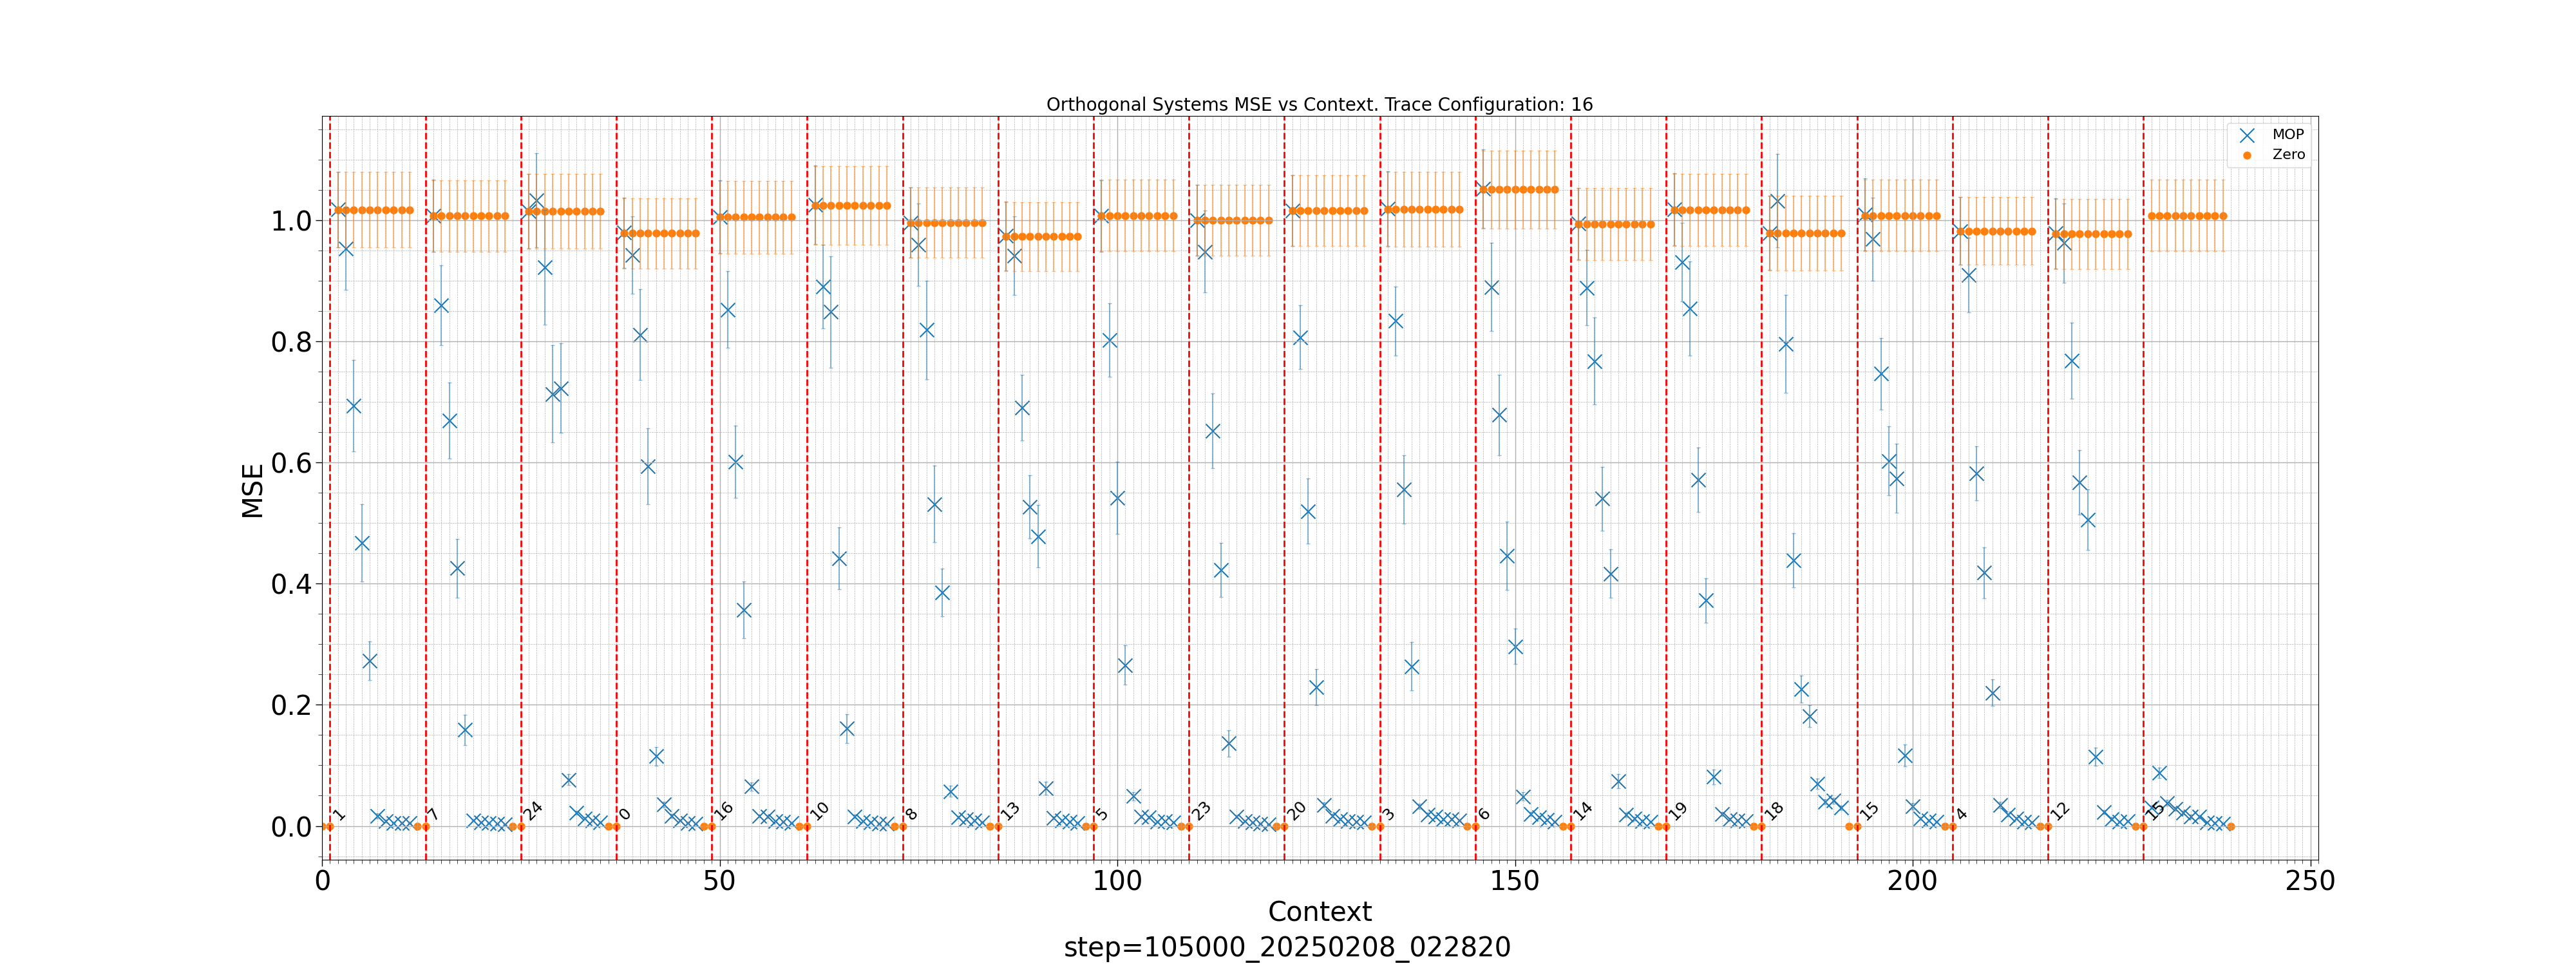 Orthogonal Systems MSE vs Context. Trace Configuration: 16
MOP
Zero
MSE
1.0
0.8
0.6
0.4
0.2
0.0
1 7 24 0 16 10 8 13 5 23 20 3 6 14 19 18 15 4 12 15
0 50 100 150 200 250
Context
step=105000_20250208_022820